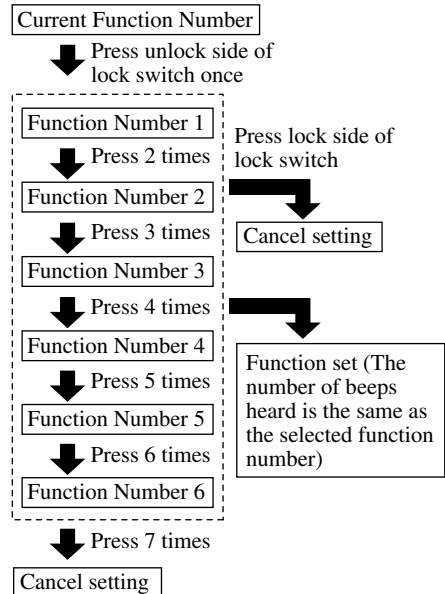 Current Function Number
Press unlock side of
lock switch once
Function Number 1
Press 2 times
Function Number 2
Press 3 times
Function Number 3
Press 4 times
Function Number 4
Press 5 times
Function Number 5
Press 6 times
Function Number 6
Press 7 times
Cancel setting
Press lock side of
lock switch
Cancel setting
Function set (The
number of beeps
heard is the same as
the selected function
number)